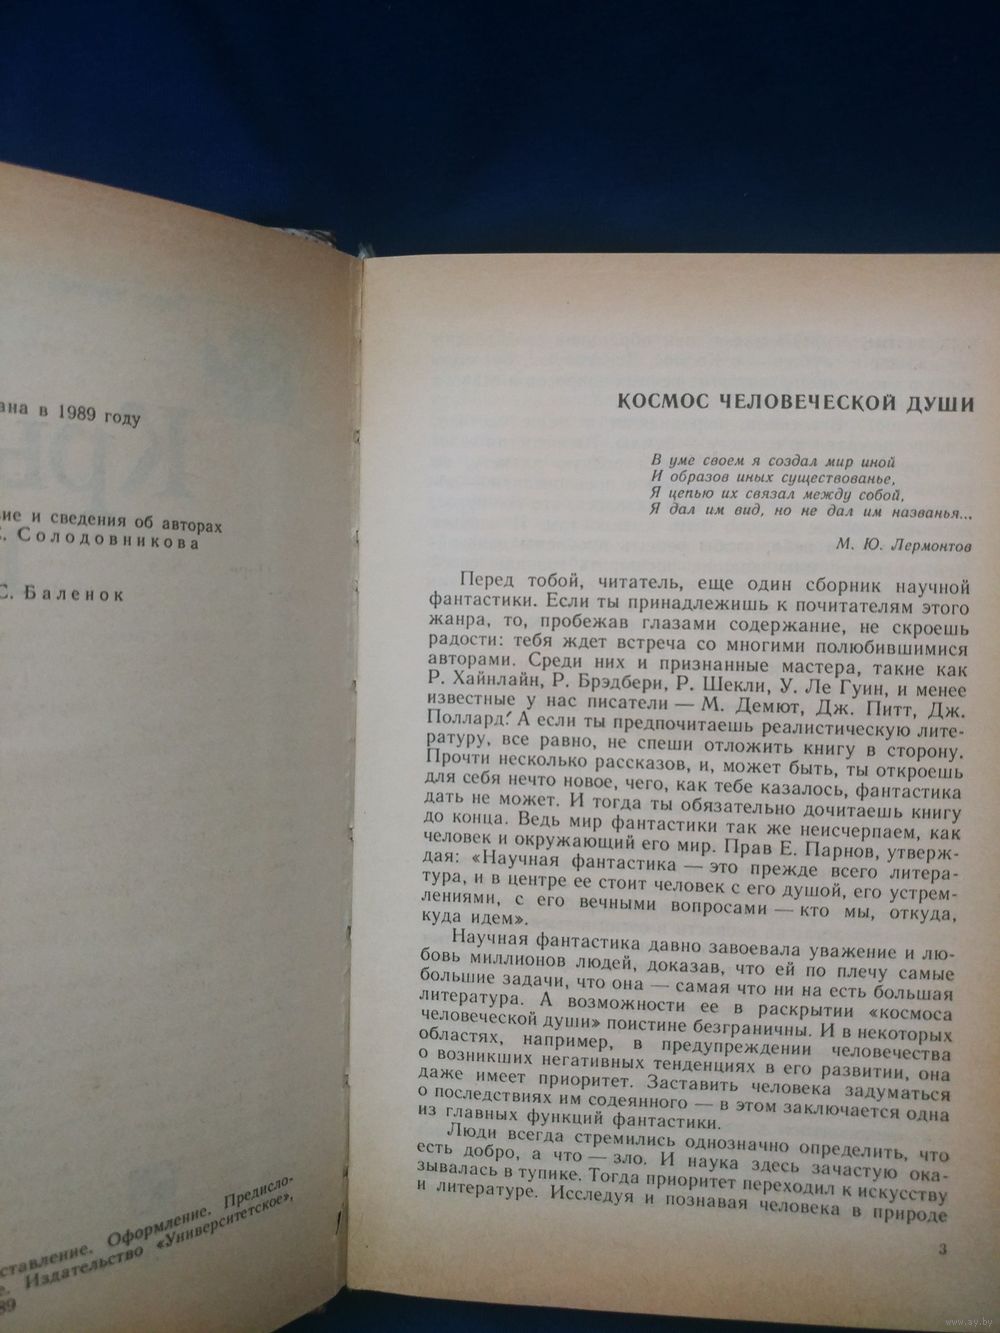 ана в 1989 году
ие и сведения об авторах
С. Солодовникова
С. Баленок
ставление. Оформление. Предисло-
е. Издательство «Университетское»,
89
КОСМОС ЧЕЛОВЕЧЕСКОЙ ДУШИ
В уме своем я создал мир иной
И образов иных существованье,
Я цепью их связал между собой,
Я дал им вид, но не дал им названья...
М. Ю. Лермонтов
Перед тобой, читатель, еще один сборник научной
фантастики. Если ты принадлежишь к почитателям этого
жанра, то, пробежав глазами содержание, не скроешь
радости: тебя ждет встреча со многими полюбившимися
авторами. Среди них и признанные мастера, такие как
Р. Хайнлайн, Р. Брэдбери, Р. Шекли, У. Ле Гуин, и менее
известные у нас писатели — М. Демют, Дж. Питт, Дж.
Поллард. А если ты предпочитаешь реалистическую лите-
ратуру, все равно, не спеши отложить книгу в сторону.
Прочти несколько рассказов, и, может быть, ты откроешь
для себя нечто новое, чего, как тебе казалось, фантастика
дать не может. И тогда ты обязательно дочитаешь книгу
до конца. Ведь мир фантастики так же неисчерпаем, как
человек и окружающий его мир. Прав Е. Парнов, утверж-
дая: «Научная фантастика — это прежде всего литера-
тура, и в центре ее стоит человек с его душой, его устрем-
лениями, с его вечными вопросами — кто мы, откуда,
куда идем».
Научная фантастика давно завоевала уважение и лю-
бовь миллионов людей, доказав, что ей по плечу самые
большие задачи, что она — самая что ни на есть большая
литература. А возможности ее в раскрытии «космоса
человеческой души» поистине безграничны. И в некоторых
областях, например, в предупреждении человечества
о возникших негативных тенденциях в его развитии, она
даже имеет приоритет. Заставить человека задуматься
о последствиях им содеянного — в этом заключается одна
из главных функций фантастики.
Люди всегда стремились однозначно определить, что
есть добро, а что — зло. И наука здесь зачастую ока-
зывалась в тупике. Тогда приоритет переходил к искусству
и литературе. Исследуя и познавая человека в природе
3
www.ay.by